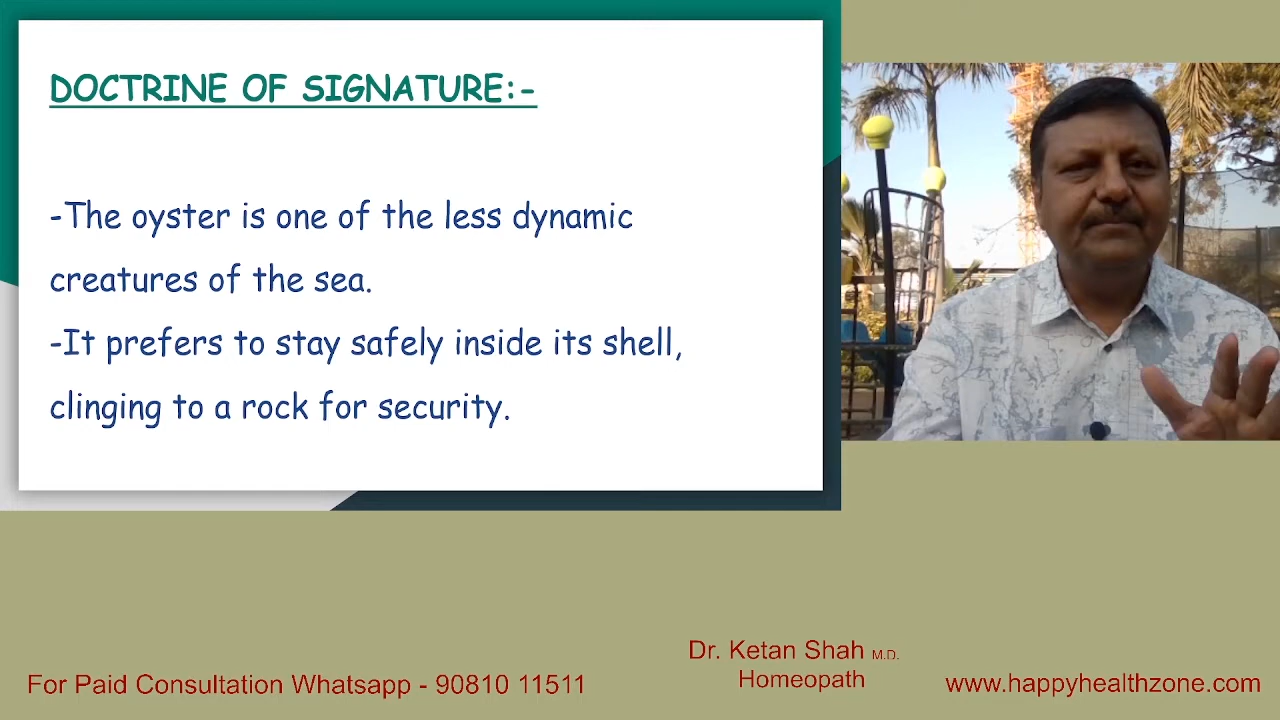 DOCTRINE OF SIGNATURE:-
-The oyster is one of the less dynamic
creatures of the sea.
-It prefers to stay safely inside its shell,
clinging to a rock for security.
Dr. Ketan Shah M.D.
Homeopath
For Paid Consultation Whatsapp - 90810 11511
www.happyhealthzone.com